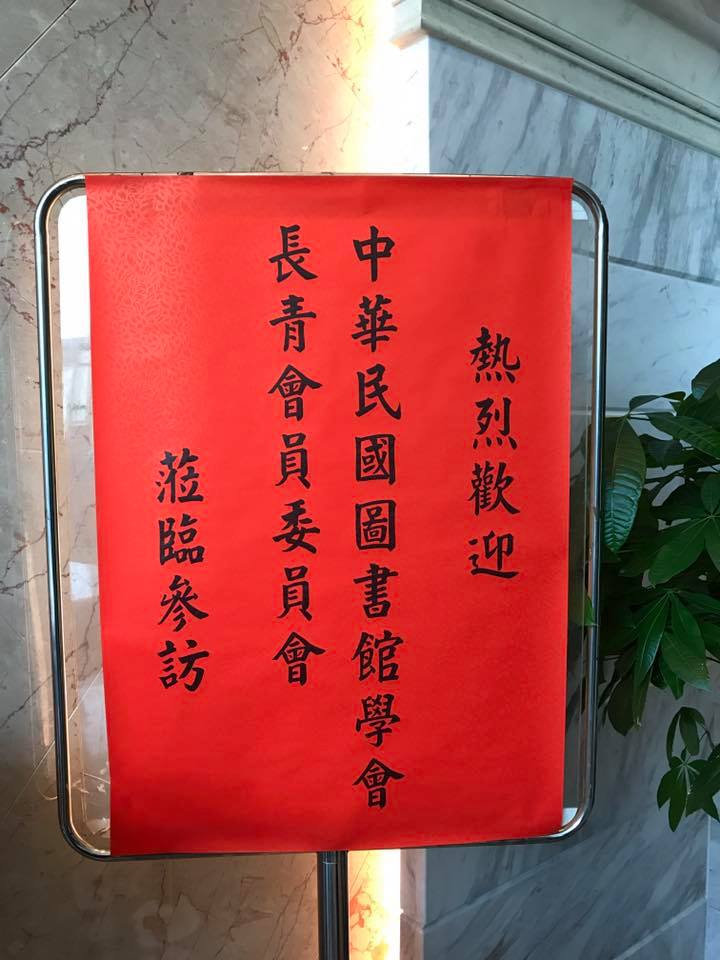 熱烈歡迎
中華民國圖書館學會
長青會員委員會
蒞臨參訪